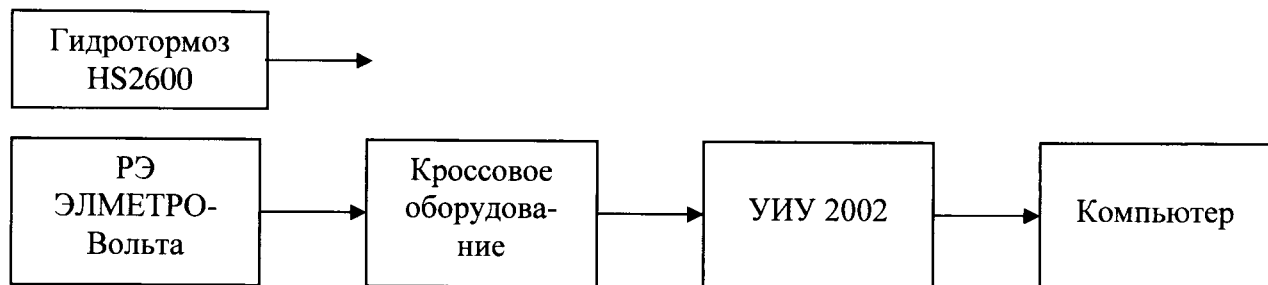 Гидротормоз
HS2600
РЭ
ЭЛМЕТРО-
Вольта
Кроссовое
оборудова-
ние
УИУ 2002
Компьютер